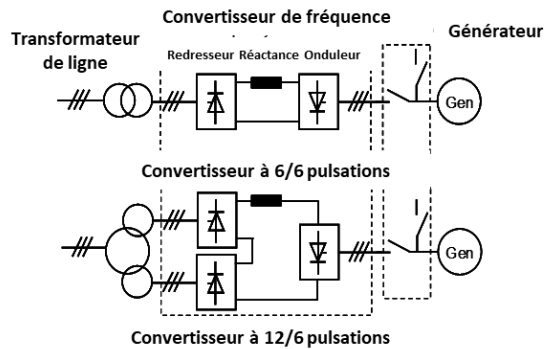 Convertisseur de fréquence
Transformateur
de ligne
Générateur
Redresseur Réactance Onduleur
Gen
Convertisseur à 6/6 pulsations
Gen
Convertisseur à 12/6 pulsations